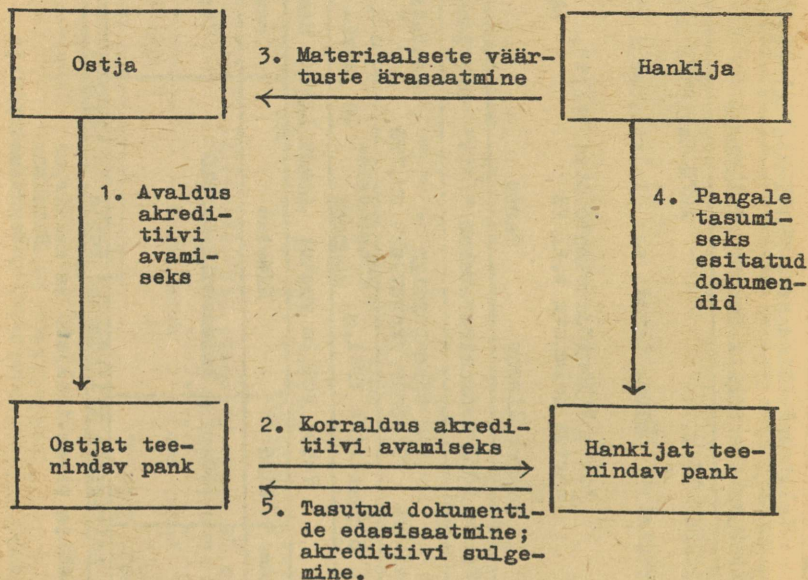 Ostja
3. Materiaalsete väär-
tuste ärasaatmine
Hankija
1. Avaldus
akredi-
tiivi
avami-
seks
4. Pangale
tasumi-
seks
esitatud
dokumen-
did
Ostjat tee-
nindav pank
2. Korraldus akredi-
tiivi avamiseks
Hankijat tee-
nindav pank
5. Tasutud dokumenti-
de edasisaatmine;
akreditiivi sulge-
mine.